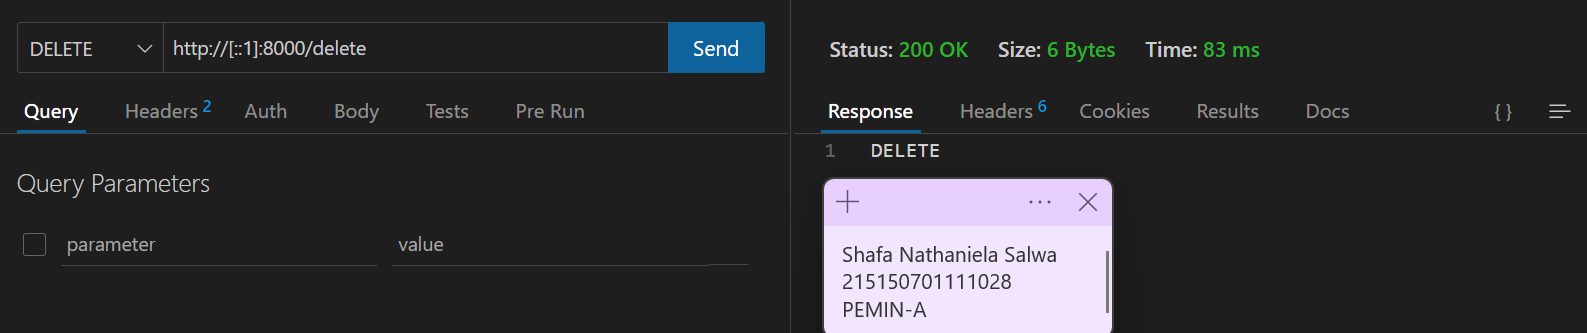 DELETE
http://[::1]:8000/delete
Send
Query
Headers 2
Auth
Body
Tests
Pre Run
Query Parameters
parameter
value
Status: 200 OK
Size: 6 Bytes
Time: 83 ms
Response
Headers 6
Cookies
Results
Docs
{ }
1 DELETE
Shafa Nathaniela Salwa
215150701111028
PEMIN-A